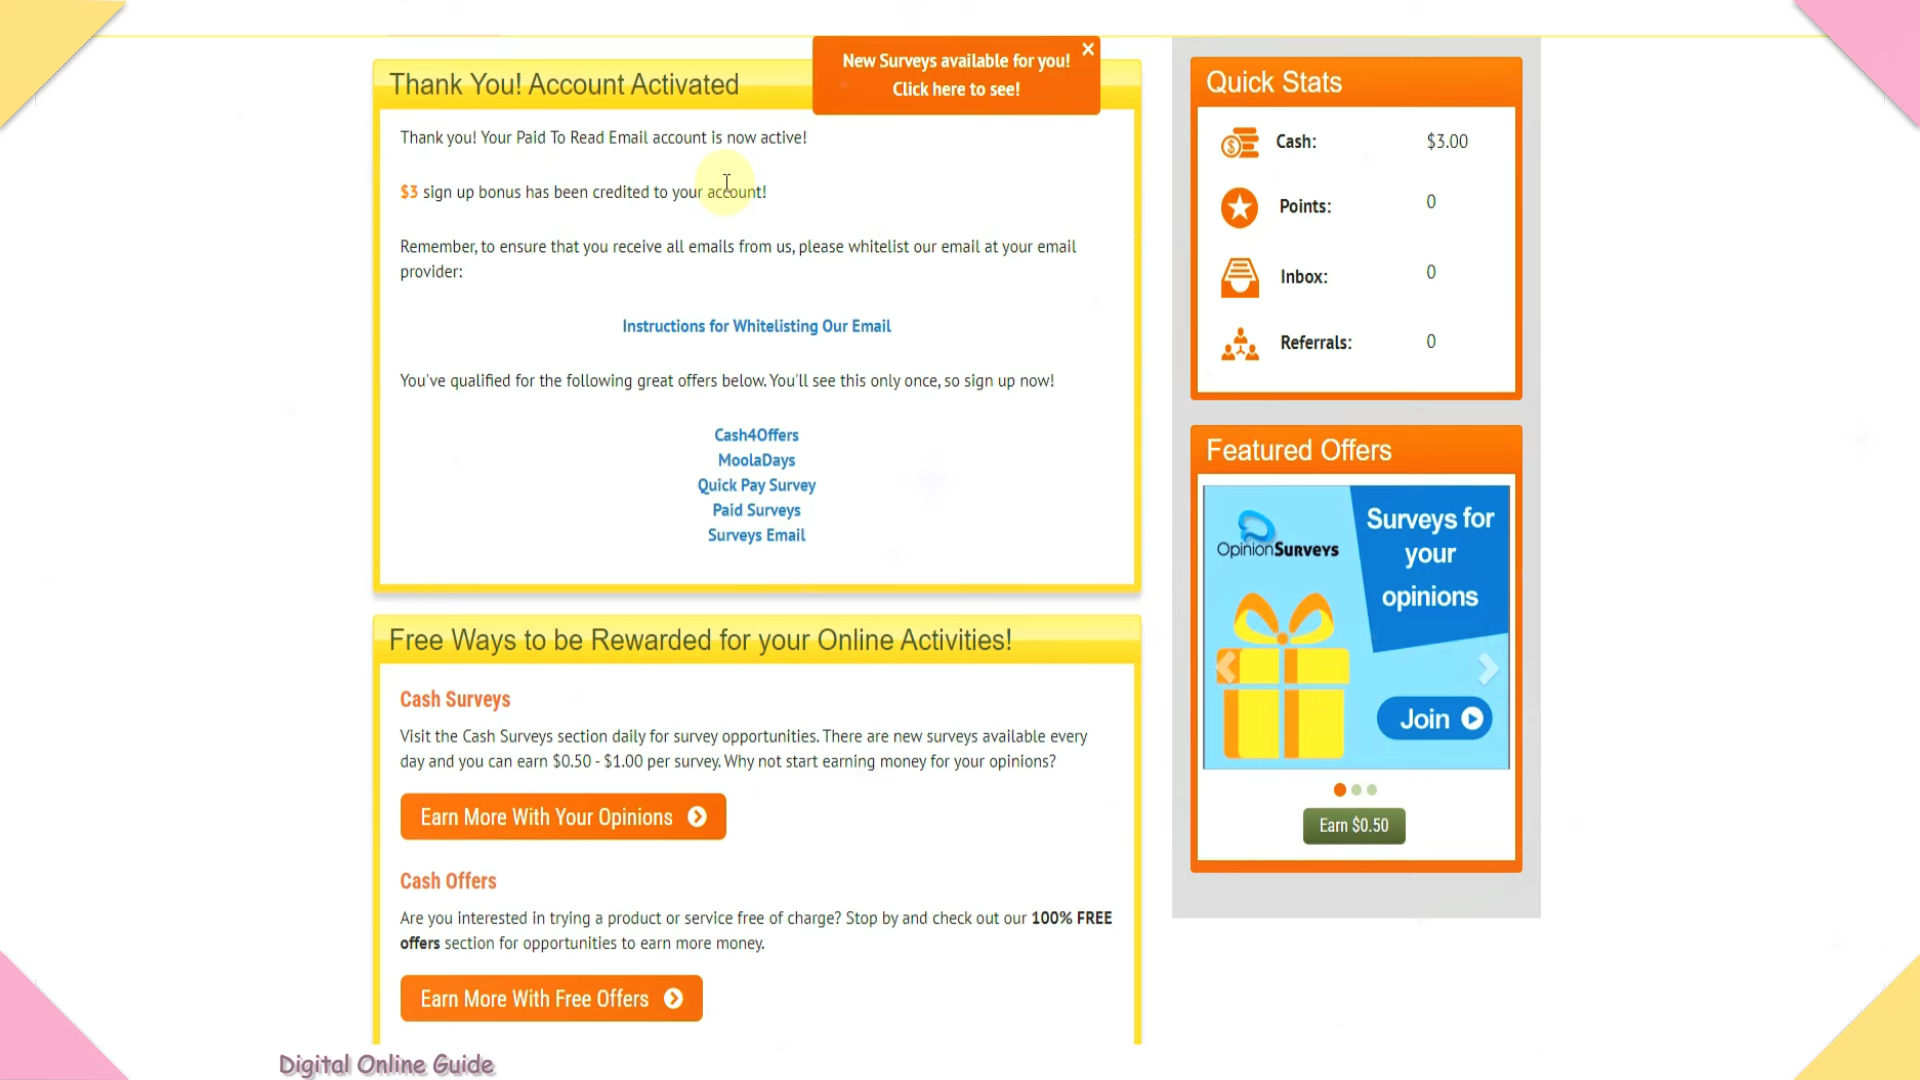 New Surveys available for you!
Click here to see!
Thank You! Account Activated
Thank you! Your Paid To Read Email account is now active!
$3 sign up bonus has been credited to your account!
Remember, to ensure that you receive all emails from us, please whitelist our email at your email
provider:
Instructions for Whitelisting Our Email
You've qualified for the following great offers below. You'll see this only once, so sign up now!
Cash4Offers
MoolaDays
Quick Pay Survey
Paid Surveys
Surveys Email
Free Ways to be Rewarded for your Online Activities!
Cash Surveys
Visit the Cash Surveys section daily for survey opportunities. There are new surveys available every
day and you can earn $0.50 - $1.00 per survey. Why not start earning money for your opinions?
Earn More With Your Opinions
Cash Offers
Are you interested in trying a product or service free of charge? Stop by and check out our 100% FREE
offers section for opportunities to earn more money.
Earn More With Free Offers
Quick Stats
Cash: $3.00
Points: 0
Inbox: 0
Referrals: 0
Featured Offers
OpinionSurveys
Surveys for
your
opinions
Join
Earn $0.50
Digital Online Guide